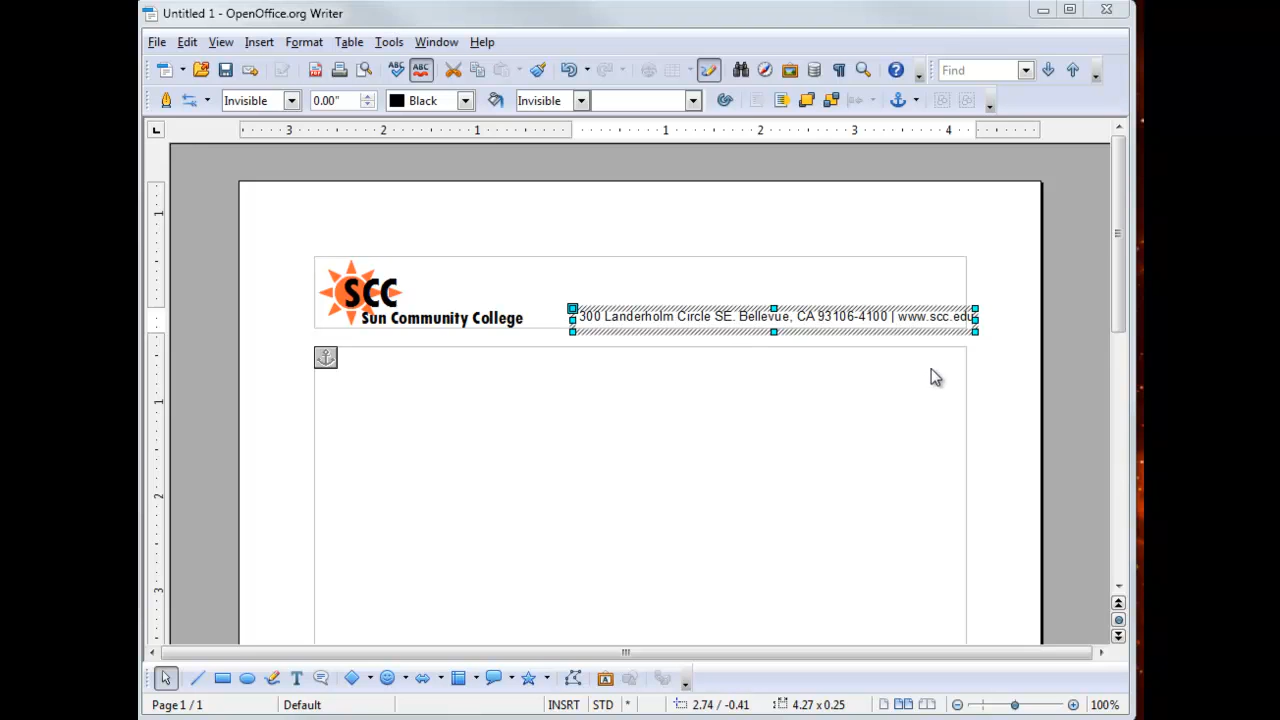 Untitled 1 - OpenOffice.org Writer
File Edit View Insert Format Table Tools Window Help
ABC ABC Find
Invisible 0.00" Black Invisible
3 2 1 1 2 3 4
1
SCC
Sun Community College
300 Landerholm Circle SE. Bellevue, CA 93106-4100 | www.scc.edu
1
2
3
Page 1 / 1 Default INSRT STD * 2.74 / -0.41 4.27 x 0.25 100%